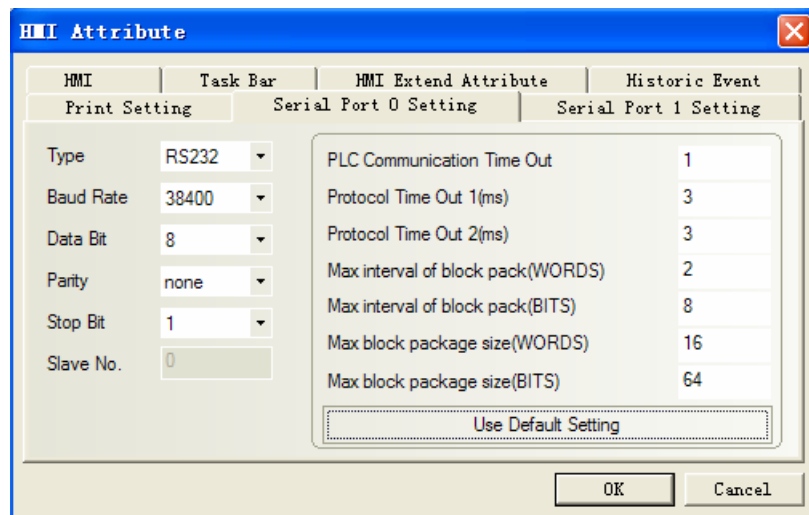 HMI Attribute
HMI Task Bar HMI Extend Attribute Historic Event
Print Setting Serial Port 0 Setting Serial Port 1 Setting
Type RS232
Baud Rate 38400
Data Bit 8
Parity none
Stop Bit 1
Slave No. 0
PLC Communication Time Out 1
Protocol Time Out 1(ms) 3
Protocol Time Out 2(ms) 3
Max interval of block pack(WORDS) 2
Max interval of block pack(BITS) 8
Max block package size(WORDS) 16
Max block package size(BITS) 64
Use Default Setting
OK Cancel